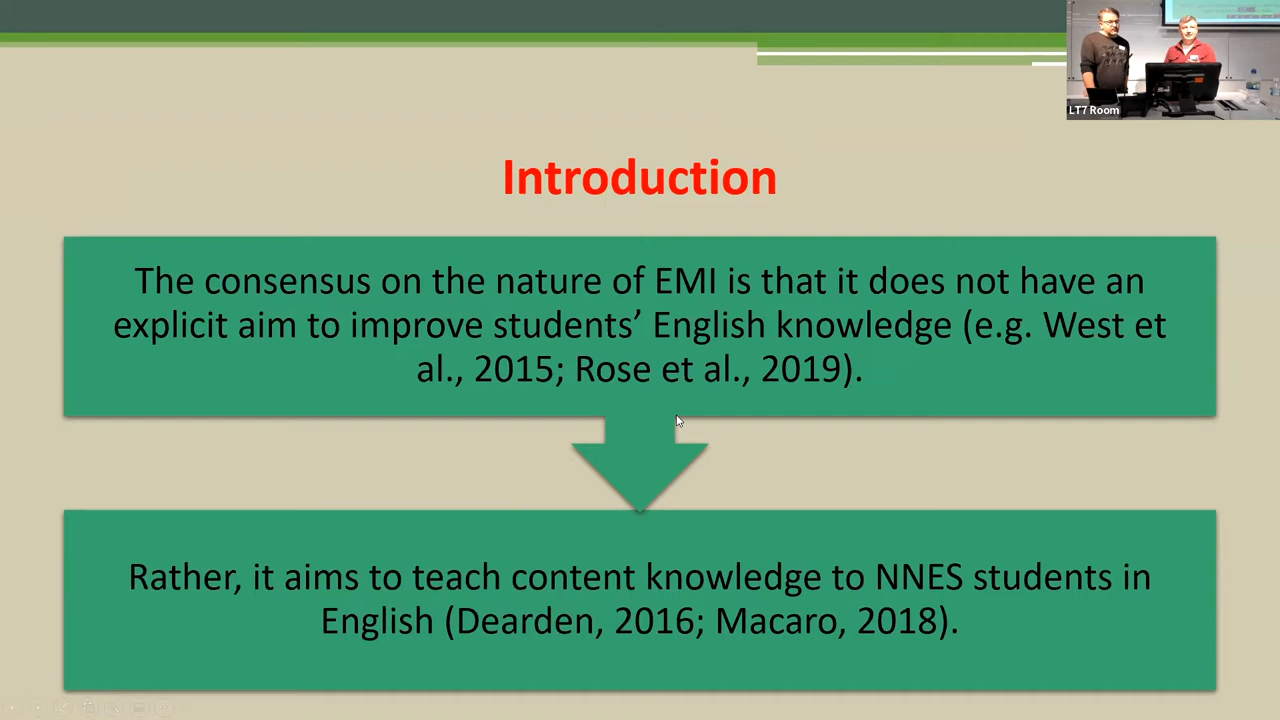 LT7 Room
Introduction
The consensus on the nature of EMI is that it does not have an
explicit aim to improve students’ English knowledge (e.g. West et
al., 2015; Rose et al., 2019).
Rather, it aims to teach content knowledge to NNES students in
English (Dearden, 2016; Macaro, 2018).